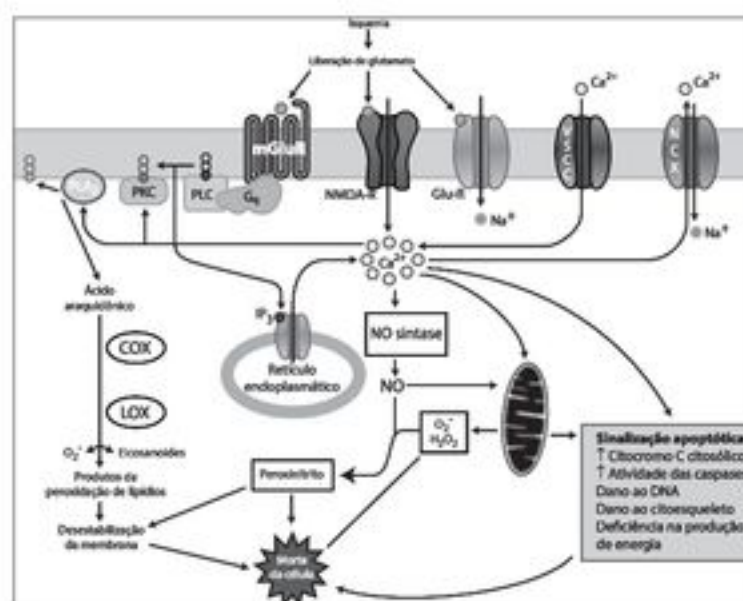 Isquemia
Liberação de glutamato
Ca²⁺
Ca²⁺
mGluR
VSCC
NCX
PKC
PLC
Gq
NMDA-R
Glu-R
Na⁺
Na⁺
Ca²⁺
Ácido
araquidônico
IP₃
Retículo
endoplasmático
NO sintase
COX
NO
LOX
O₂⁻
H₂O₂
O₂⁻
Eicosanoides
Produtos da
peroxidação de lipídios
Peroxinitrito
Sinalização apoptótica
↑ Citocromo C citosólico
↑ Atividade das caspases
Dano ao DNA
Dano ao citoesqueleto
Deficiência na produção
de energia
Desestabilização
da membrana
Morte
da célula